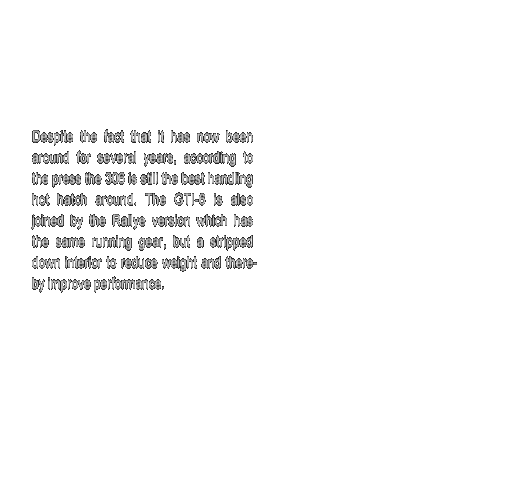 Despite the fact that it has now been
around for several years, according to
the press the 306 is still the best handling
hot hatch around. The GTI-6 is also
joined by the Rallye version which has
the same running gear, but a stripped
down interior to reduce weight and there-
by improve performance.